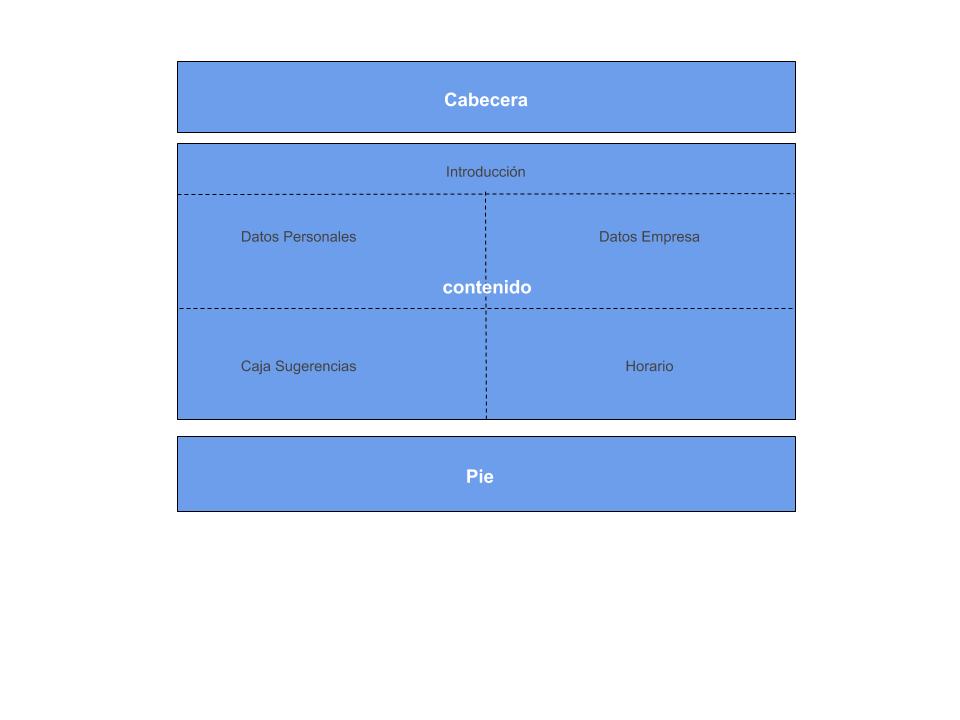 Cabecera
Introducción
Datos Personales
Datos Empresa
contenido
Caja Sugerencias
Horario
Pie